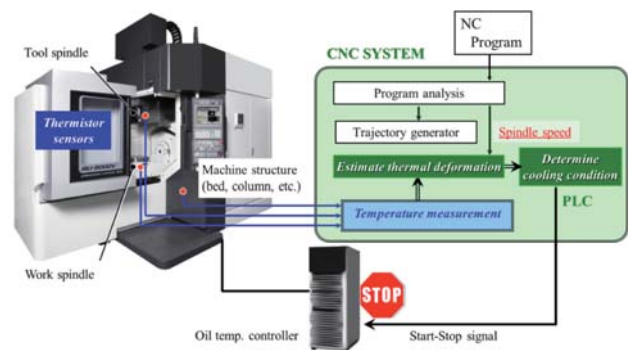 NC
Program
CNC SYSTEM
Tool spindle
Program analysis
Thermistor
sensors
Trajectory generator
Spindle speed
Machine structure
(bed, column, etc.)
Estimate thermal deformation
Determine
cooling condition
PLC
Temperature measurement
Work spindle
STOP
Oil temp. controller
Start-Stop signal